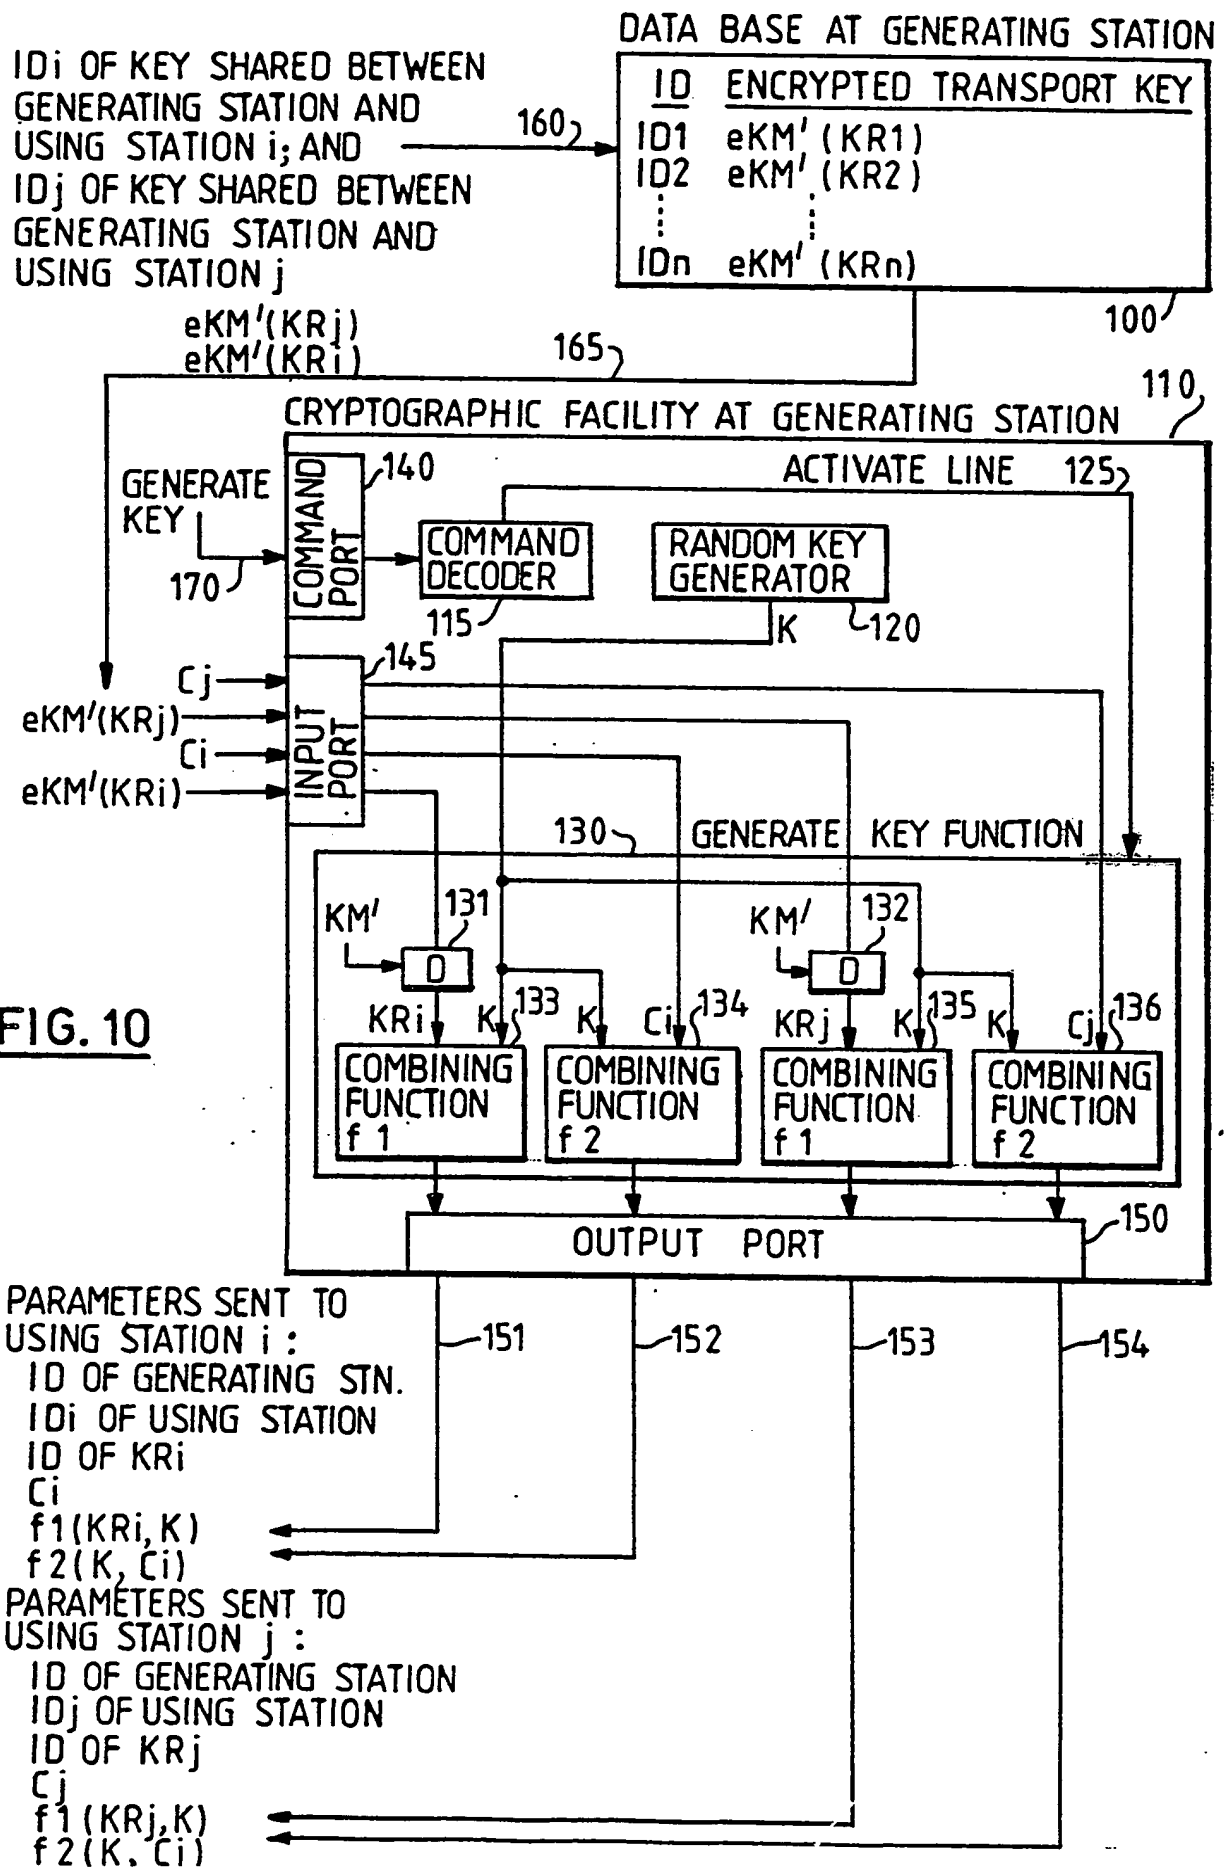 DATA BASE AT GENERATING STATION
IDi OF KEY SHARED BETWEEN
GENERATING STATION AND
USING STATION i; AND
IDj OF KEY SHARED BETWEEN
GENERATING STATION AND
USING STATION j
160
ID ENCRYPTED TRANSPORT KEY
ID1 eKM' (KR1)
ID2 eKM' (KR2)
IDn eKM' (KRn)
100
eKM'(KRj)
eKM'(KRi)
165
110
CRYPTOGRAPHIC FACILITY AT GENERATING STATION
GENERATE
KEY
170
COMMAND
PORT
140
ACTIVATE LINE
125
COMMAND
DECODER
115
RANDOM KEY
GENERATOR
120
K
145
Cj
eKM'(KRj)
Ci
eKM'(KRi)
INPUT
PORT
130
GENERATE KEY FUNCTION
KM'
131
D
KM'
132
D
KRi
K
133
K
Ci
134
KRj
K
135
K
Cj
136
FIG. 10
COMBINING
FUNCTION
f1
COMBINING
FUNCTION
f2
COMBINING
FUNCTION
f1
COMBINING
FUNCTION
f2
OUTPUT PORT
150
151
152
153
154
PARAMETERS SENT TO
USING STATION i :
ID OF GENERATING STN.
IDi OF USING STATION
ID OF KRi
Ci
f1(KRi, K)
f2(K, Ci)
PARAMETERS SENT TO
USING STATION j :
ID OF GENERATING STATION
IDj OF USING STATION
ID OF KRj
Cj
f1(KRj,K)
f2(K, Ci)